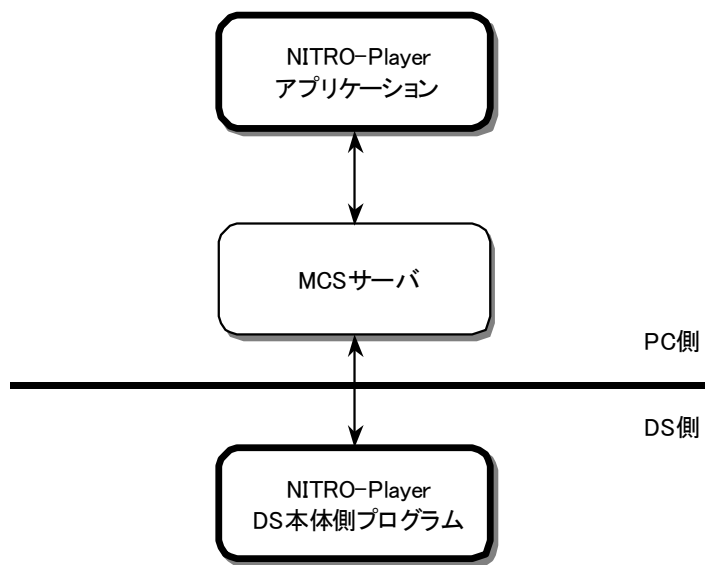 NITRO-Player
アプリケーション
MCSサーバ
PC側
DS側
NITRO-Player
DS本体側プログラム